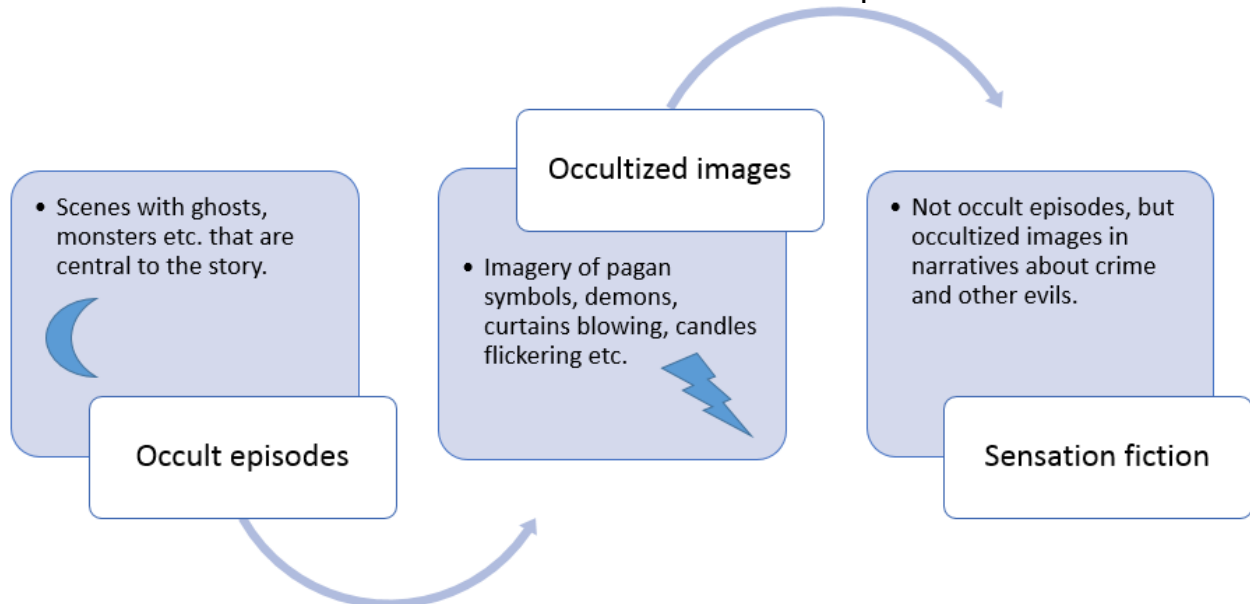 • Scenes with ghosts,
monsters etc. that are
central to the story.
Occult episodes
Occultized images
• Imagery of pagan
symbols, demons,
curtains blowing, candles
flickering etc.
• Not occult episodes, but
occultized images in
narratives about crime
and other evils.
Sensation fiction